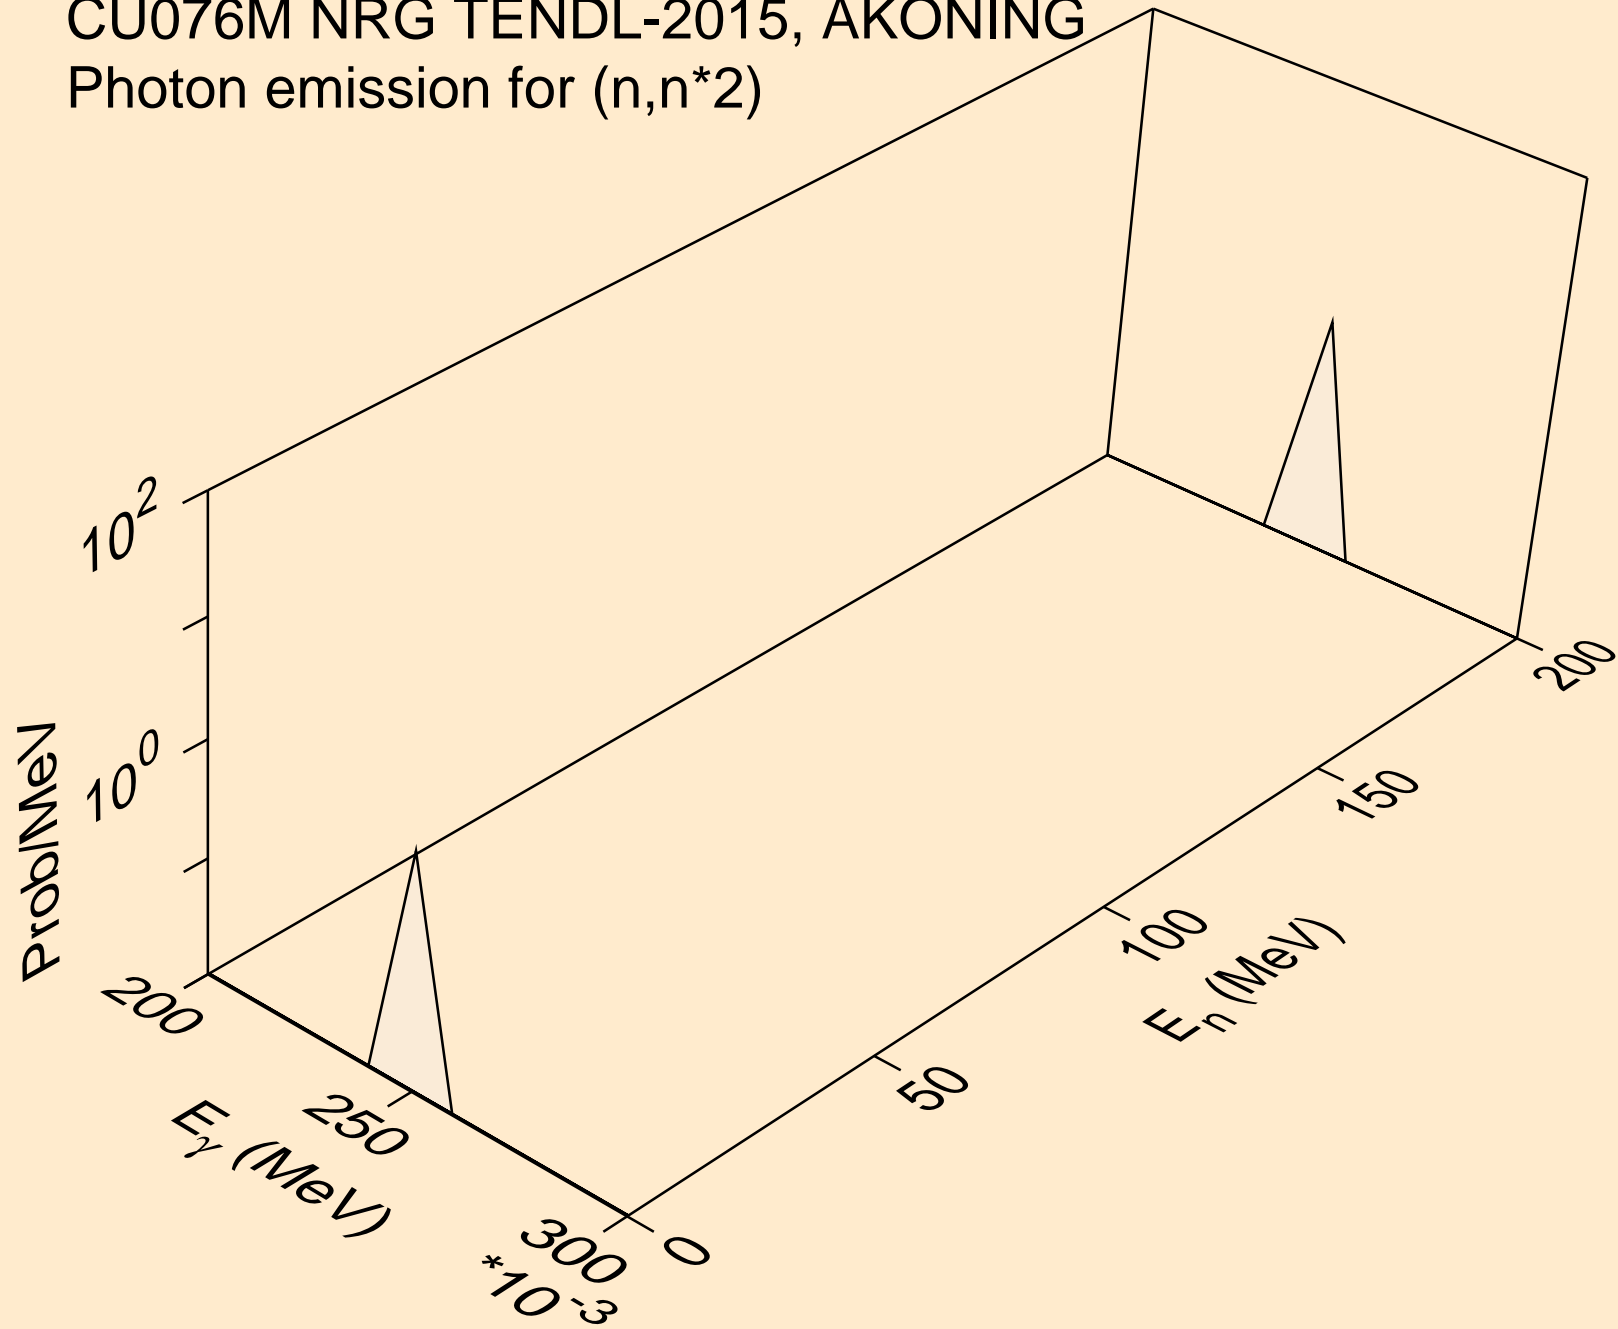 CU076M NRG TENDL-2015, AKONING
Photon emission for (n,n*2)
10^2
10^0
Prob/MeV
200
250
300
*10^-3
E_γ (MeV)
0
50
100
150
200
E_n (MeV)